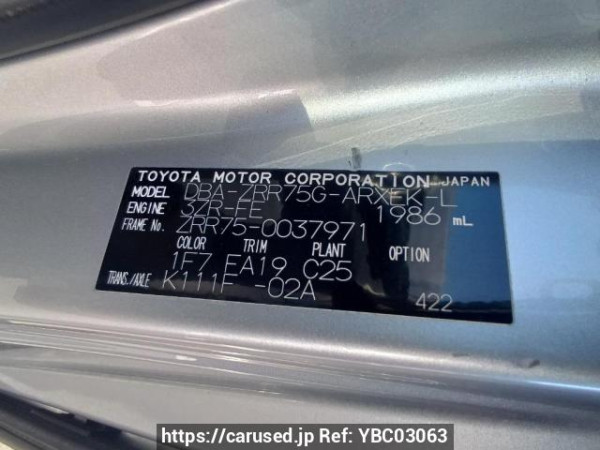 TOYOTA MOTOR CORPORATION JAPAN
MODEL DBA-ZRR75G-ARXEK-L
ENGINE 3ZR-FE 1986 mL
FRAME No. ZRR75-0037971
COLOR TRIM PLANT OPTION
1F7 EA19 C25
TRANS./AXLE K111F -02A
422
https://carused.jp Ref: YBC03063